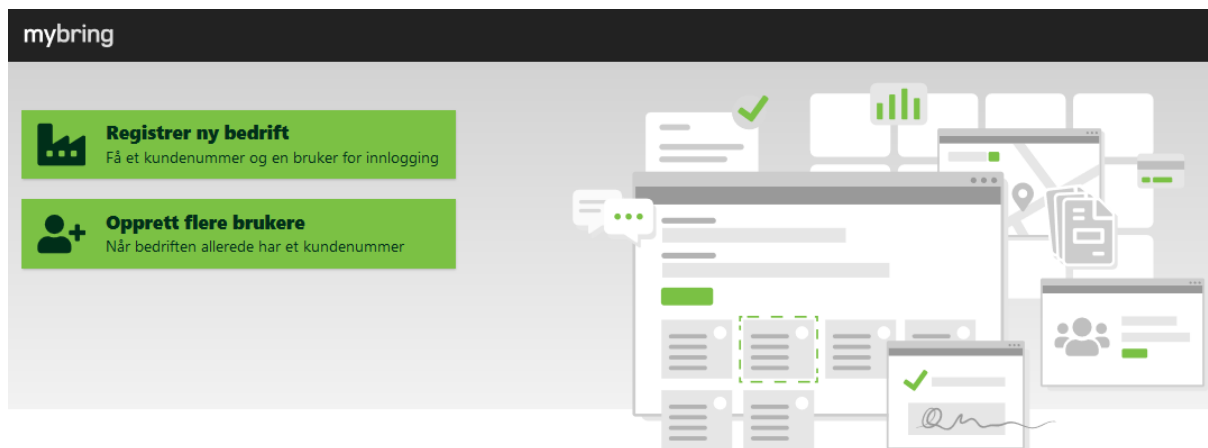 mybring
Registrer ny bedrift
Få et kundenummer og en bruker for innlogging
Opprett flere brukere
Når bedriften allerede har et kundenummer